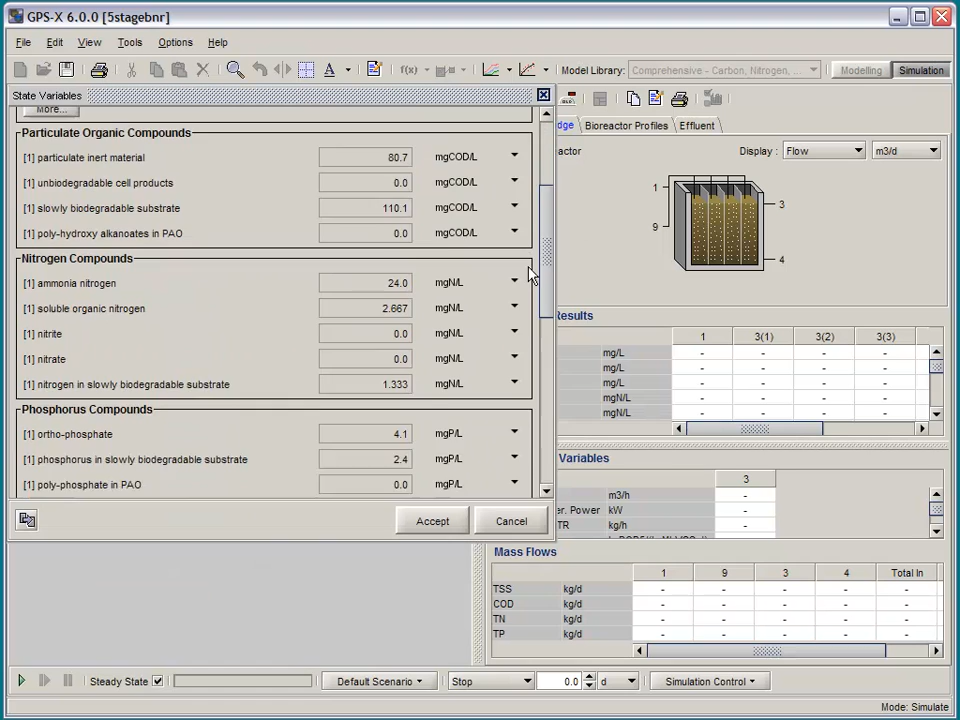 GPS-X 6.0.0 [5stagebnr]
File Edit View Tools Options Help
A f(x) Model Library: Comprehensive - Carbon, Nitrogen, ... Modelling Simulation
State Variables
More...
Particulate Organic Compounds
[1] particulate inert material 80.7 mgCOD/L
[1] unbiodegradable cell products 0.0 mgCOD/L
[1] slowly biodegradable substrate 110.1 mgCOD/L
[1] poly-hydroxy alkanoates in PAO 0.0 mgCOD/L
Nitrogen Compounds
[1] ammonia nitrogen 24.0 mgN/L
[1] soluble organic nitrogen 2.667 mgN/L
[1] nitrite 0.0 mgN/L
[1] nitrate 0.0 mgN/L
[1] nitrogen in slowly biodegradable substrate 1.333 mgN/L
Phosphorus Compounds
[1] ortho-phosphate 4.1 mgP/L
[1] phosphorus in slowly biodegradable substrate 2.4 mgP/L
[1] poly-phosphate in PAO 0.0 mgP/L
Accept Cancel
dge Bioreactor Profiles Effluent
actor Display : Flow m3/d
1 3
9 4
Results
1 3(1) 3(2) 3(3)
mg/L - - - -
mg/L - - - -
mg/L - - - -
mgN/L - - - -
mgN/L - - - -
Variables
3
m3/h -
er. Power kW -
TR kg/h -
Mass Flows
1 9 3 4 Total In
TSS kg/d - - - - -
COD kg/d - - - - -
TN kg/d - - - - -
TP kg/d - - - - -
Steady State Default Scenario Stop 0.0 d Simulation Control
Mode: Simulate